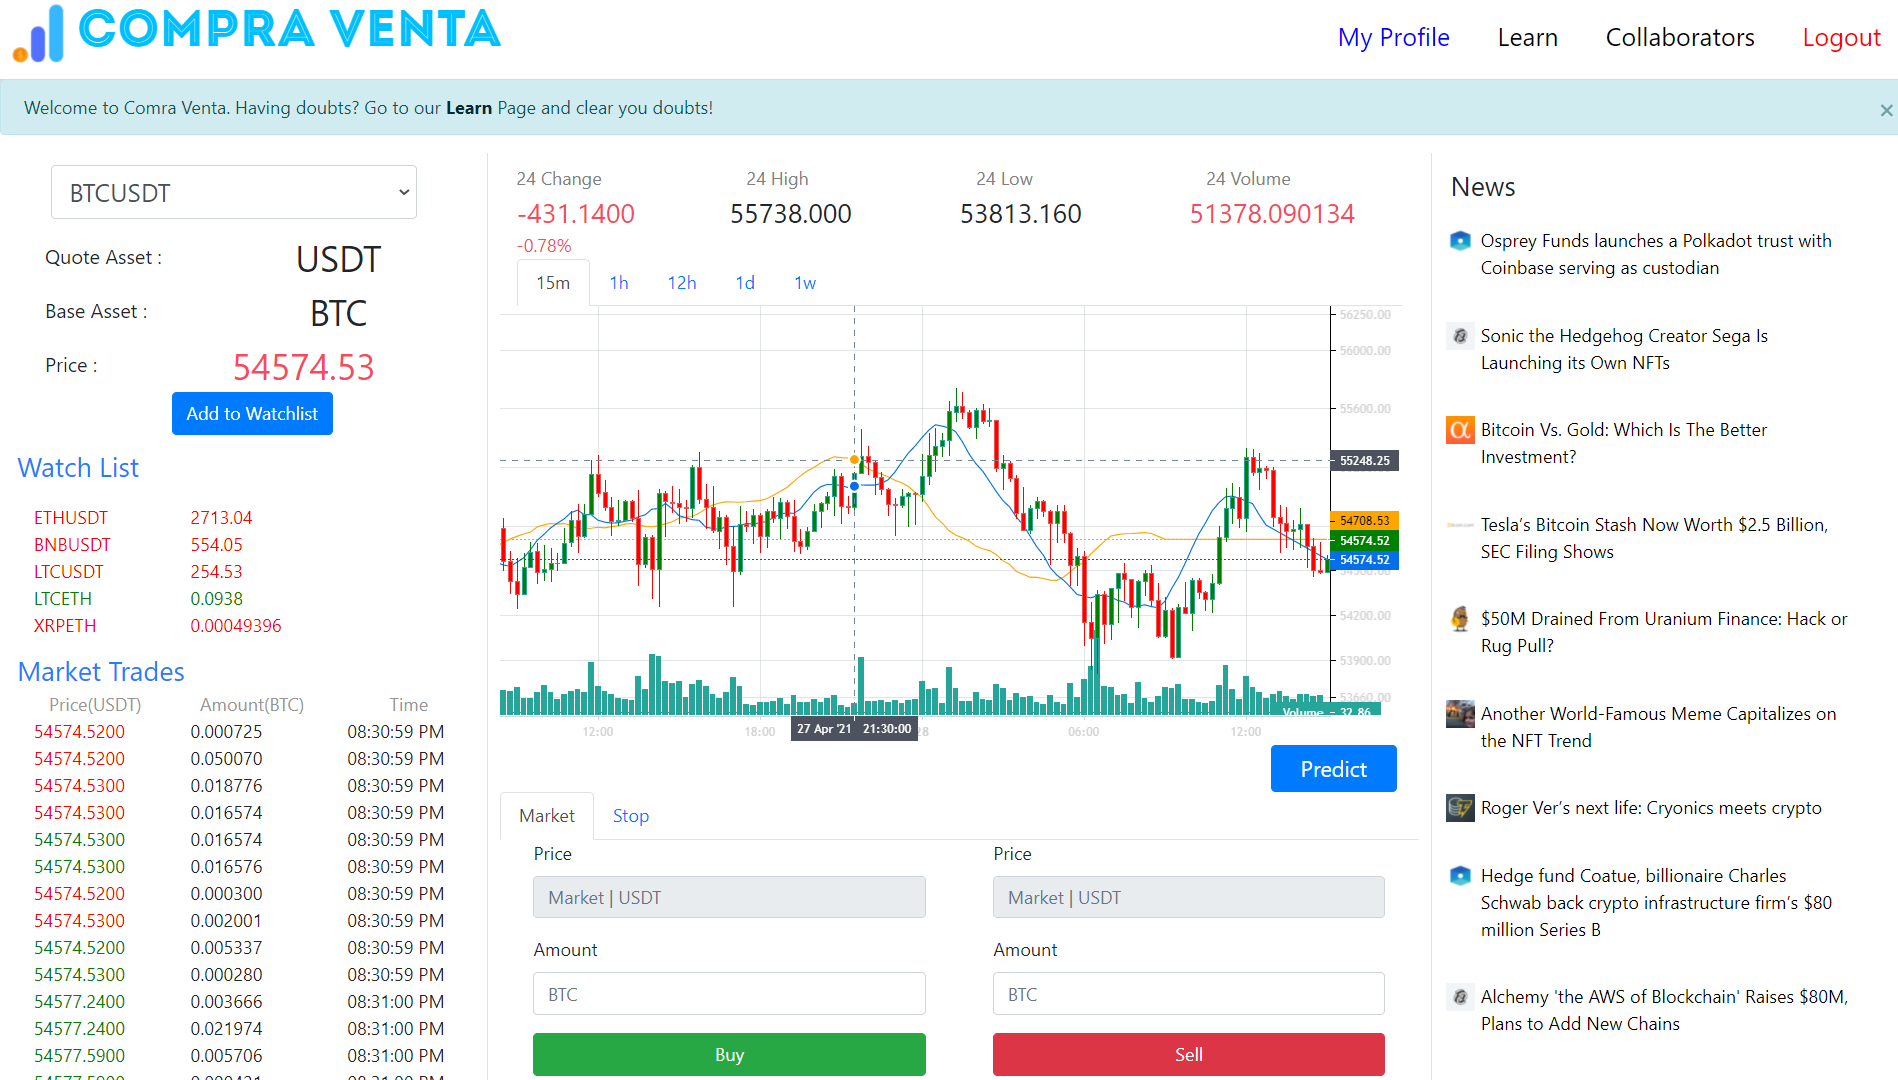 COMPRA VENTA
My Profile Learn Collaborators Logout
Welcome to Comra Venta. Having doubts? Go to our Learn Page and clear you doubts!
×
BTCUSDT
Quote Asset : USDT
Base Asset : BTC
Price : 54574.53
Add to Watchlist
Watch List
ETHUSDT 2713.04
BNBUSDT 554.05
LTCUSDT 254.53
LTCETH 0.0938
XRPETH 0.00049396
Market Trades
Price(USDT) Amount(BTC) Time
54574.5200 0.000725 08:30:59 PM
54574.5200 0.050070 08:30:59 PM
54574.5300 0.018776 08:30:59 PM
54574.5300 0.016574 08:30:59 PM
54574.5300 0.016574 08:30:59 PM
54574.5300 0.016576 08:30:59 PM
54574.5200 0.000300 08:30:59 PM
54574.5300 0.002001 08:30:59 PM
54574.5200 0.005337 08:30:59 PM
54574.5300 0.000280 08:30:59 PM
54577.2400 0.003666 08:31:00 PM
54577.2400 0.021974 08:31:00 PM
54577.5900 0.005706 08:31:00 PM
24 Change 24 High 24 Low 24 Volume
-431.1400 55738.000 53813.160 51378.090134
-0.78%
15m 1h 12h 1d 1w
56250.00
56000.00
55600.00
55248.25
54708.53
54574.52
54574.52
54200.00
53900.00
53660.00
Volume 32.86
12:00 18:00 27 Apr '21 21:30:00 06:00 12:00
Predict
Market Stop
Price Price
Market | USDT Market | USDT
Amount Amount
BTC BTC
Buy Sell
News
Osprey Funds launches a Polkadot trust with
Coinbase serving as custodian
Sonic the Hedgehog Creator Sega Is
Launching its Own NFTs
Bitcoin Vs. Gold: Which Is The Better
Investment?
Tesla’s Bitcoin Stash Now Worth $2.5 Billion,
SEC Filing Shows
$50M Drained From Uranium Finance: Hack or
Rug Pull?
Another World-Famous Meme Capitalizes on
the NFT Trend
Roger Ver’s next life: Cryonics meets crypto
Hedge fund Coatue, billionaire Charles
Schwab back crypto infrastructure firm’s $80
million Series B
Alchemy 'the AWS of Blockchain' Raises $80M,
Plans to Add New Chains